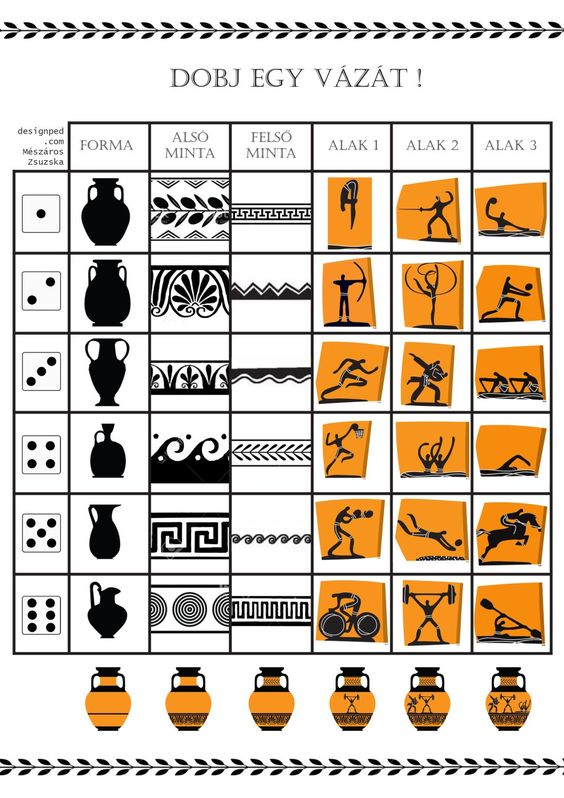 DOBJ EGY VÁZÁT !
designped
.com
Mészáros
Zsuzska
FORMA
ALSÓ
MINTA
FELSŐ
MINTA
ALAK 1
ALAK 2
ALAK 3